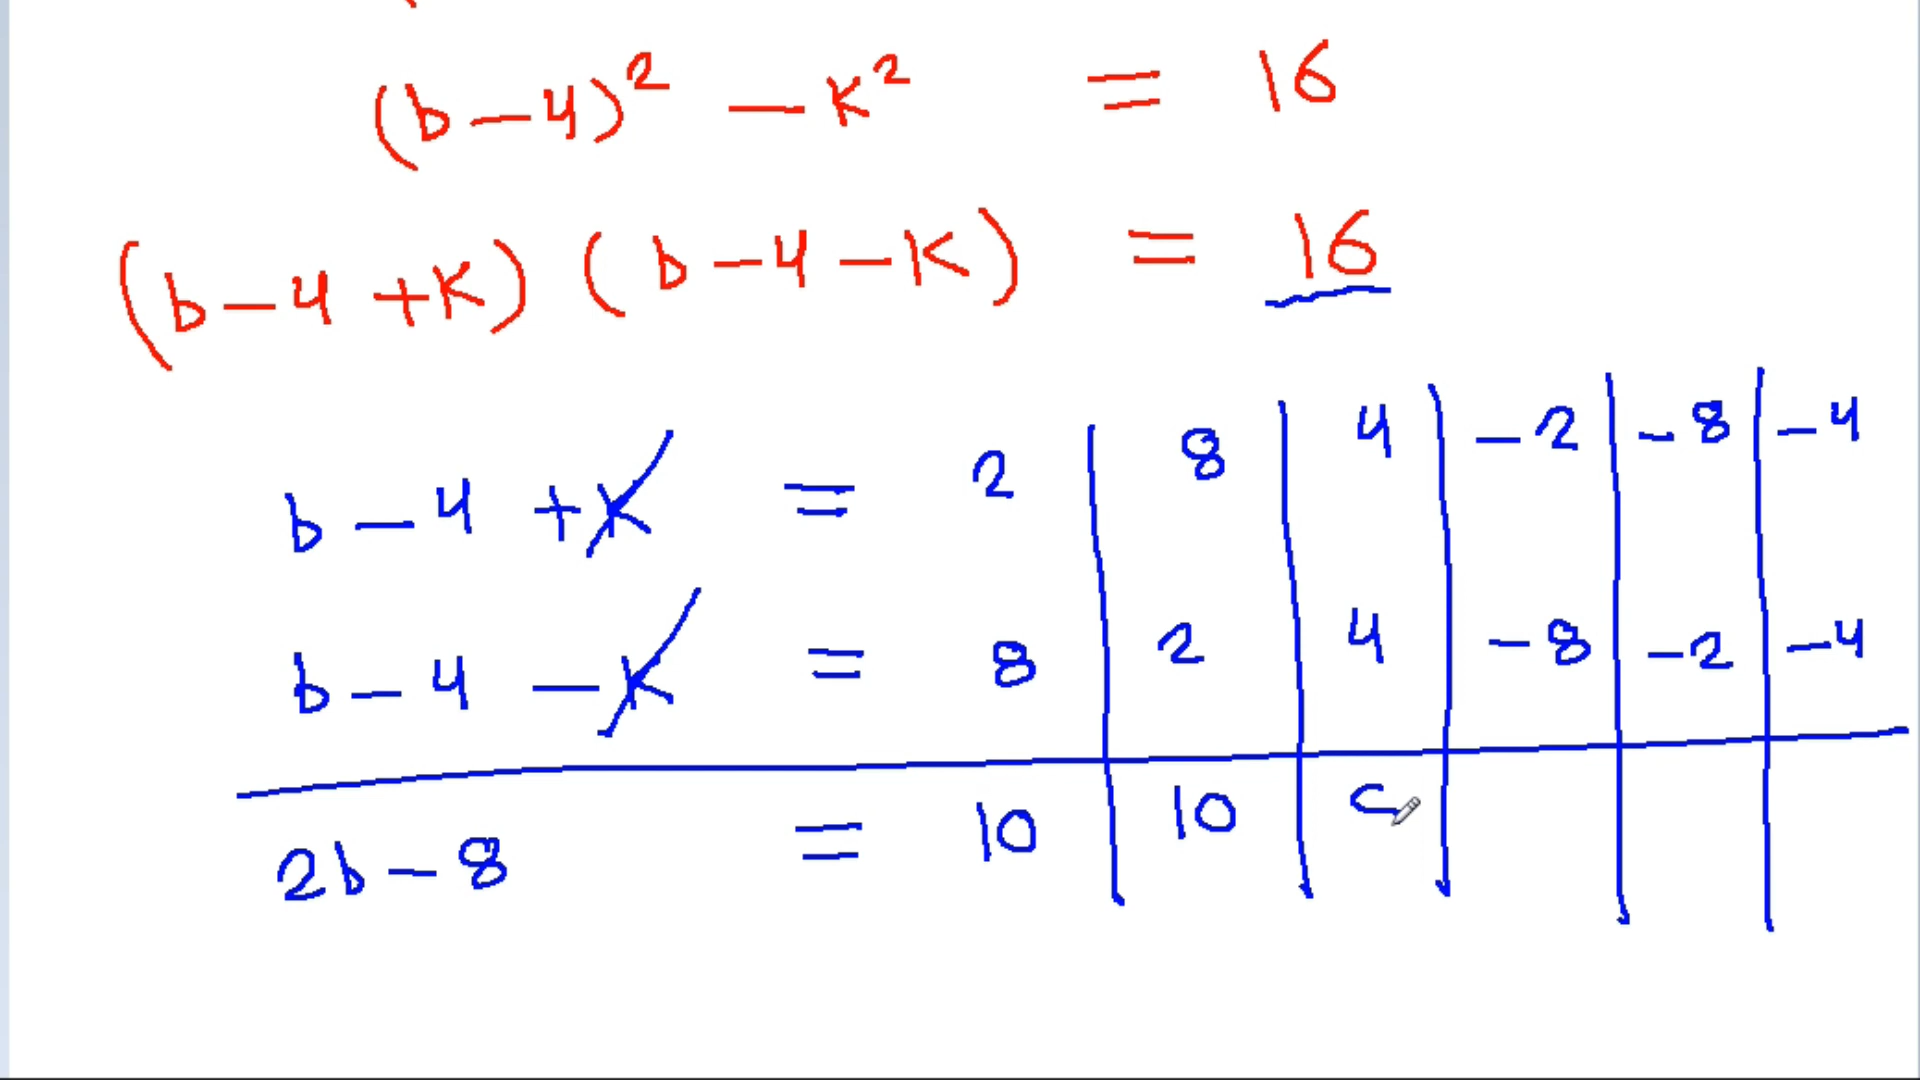 (b-4)² - K² = 16
(b-4+K) (b-4-K) = 16
b-4+K = 2 | 8 | 4 | -2 | -8 | -4
b-4-K = 8 | 2 | 4 | -8 | -2 | -4
2b-8 = 10 | 10 |